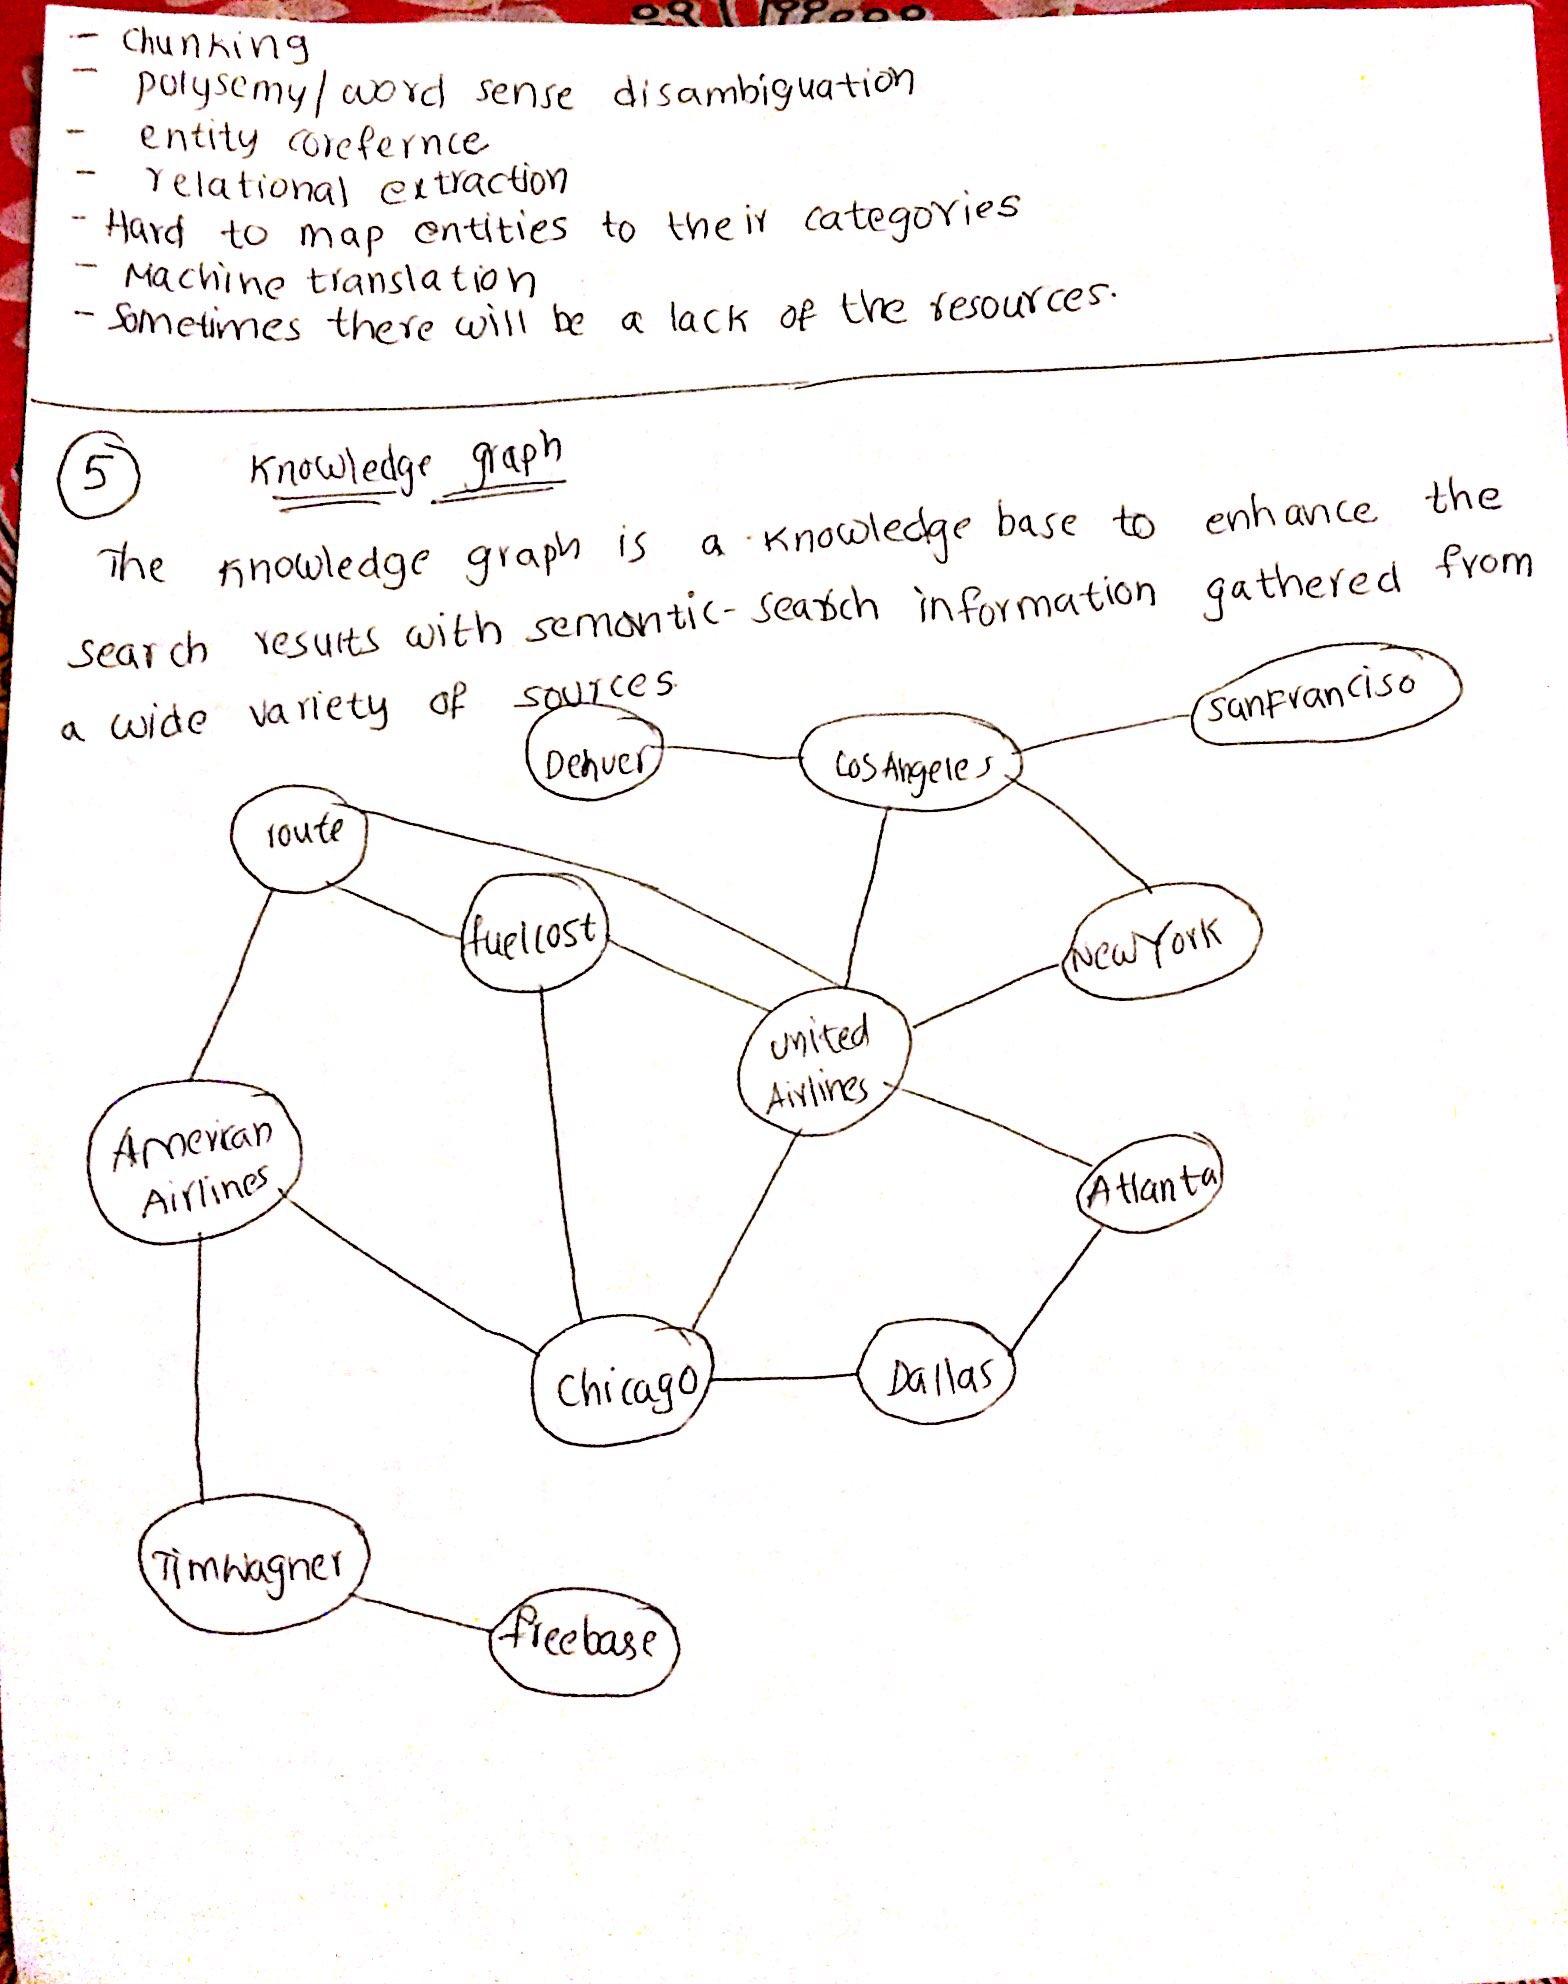 - chunking
- polysemy/word sense disambiguation
- entity corefernce
- relational extraction
- Hard to map entities to their categories
- Machine translation
- Sometimes there will be a lack of the resources.
5 Knowledge graph
The knowledge graph is a knowledge base to enhance the
search results with semantic-search information gathered from
a wide variety of sources
Denver
Los Angeles
SanFranciso
route
fuelcost
NewYork
United
Airlines
American
Airlines
Atlanta
Chicago
Dallas
TimWagner
freebase